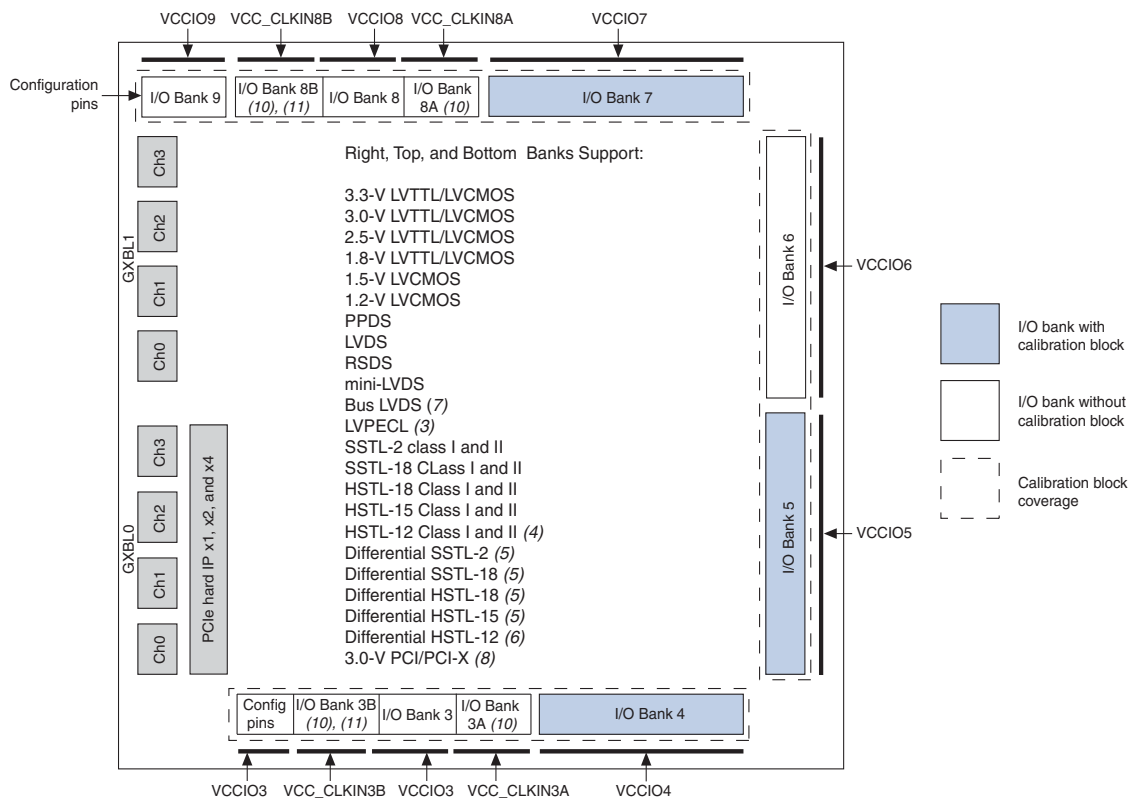 VCCIO9
VCC_CLKIN8B
VCCIO8
VCC_CLKIN8A
VCCIO7
Configuration
pins
I/O Bank 9
I/O Bank 8B
(10), (11)
I/O Bank 8
I/O Bank
8A (10)
I/O Bank 7
Right, Top, and Bottom Banks Support:
3.3-V LVTTL/LVCMOS
3.0-V LVTTL/LVCMOS
2.5-V LVTTL/LVCMOS
1.8-V LVTTL/LVCMOS
1.5-V LVCMOS
1.2-V LVCMOS
PPDS
LVDS
RSDS
mini-LVDS
Bus LVDS (7)
LVPECL (3)
SSTL-2 class I and II
SSTL-18 CLass I and II
HSTL-18 Class I and II
HSTL-15 Class I and II
HSTL-12 Class I and II (4)
Differential SSTL-2 (5)
Differential SSTL-18 (5)
Differential HSTL-18 (5)
Differential HSTL-15 (5)
Differential HSTL-12 (6)
3.0-V PCI/PCI-X (8)
GXBL1
Ch3
Ch2
Ch1
Ch0
GXBL0
Ch3
Ch2
Ch1
Ch0
PCIe hard IP x1, x2, and x4
I/O Bank 6
VCCIO6
I/O Bank 5
VCCIO5
I/O bank with
calibration block
I/O bank without
calibration block
Calibration block
coverage
Config
pins
I/O Bank 3B
(10), (11)
I/O Bank 3
I/O Bank
3A (10)
I/O Bank 4
VCCIO3
VCC_CLKIN3B
VCCIO3
VCC_CLKIN3A
VCCIO4